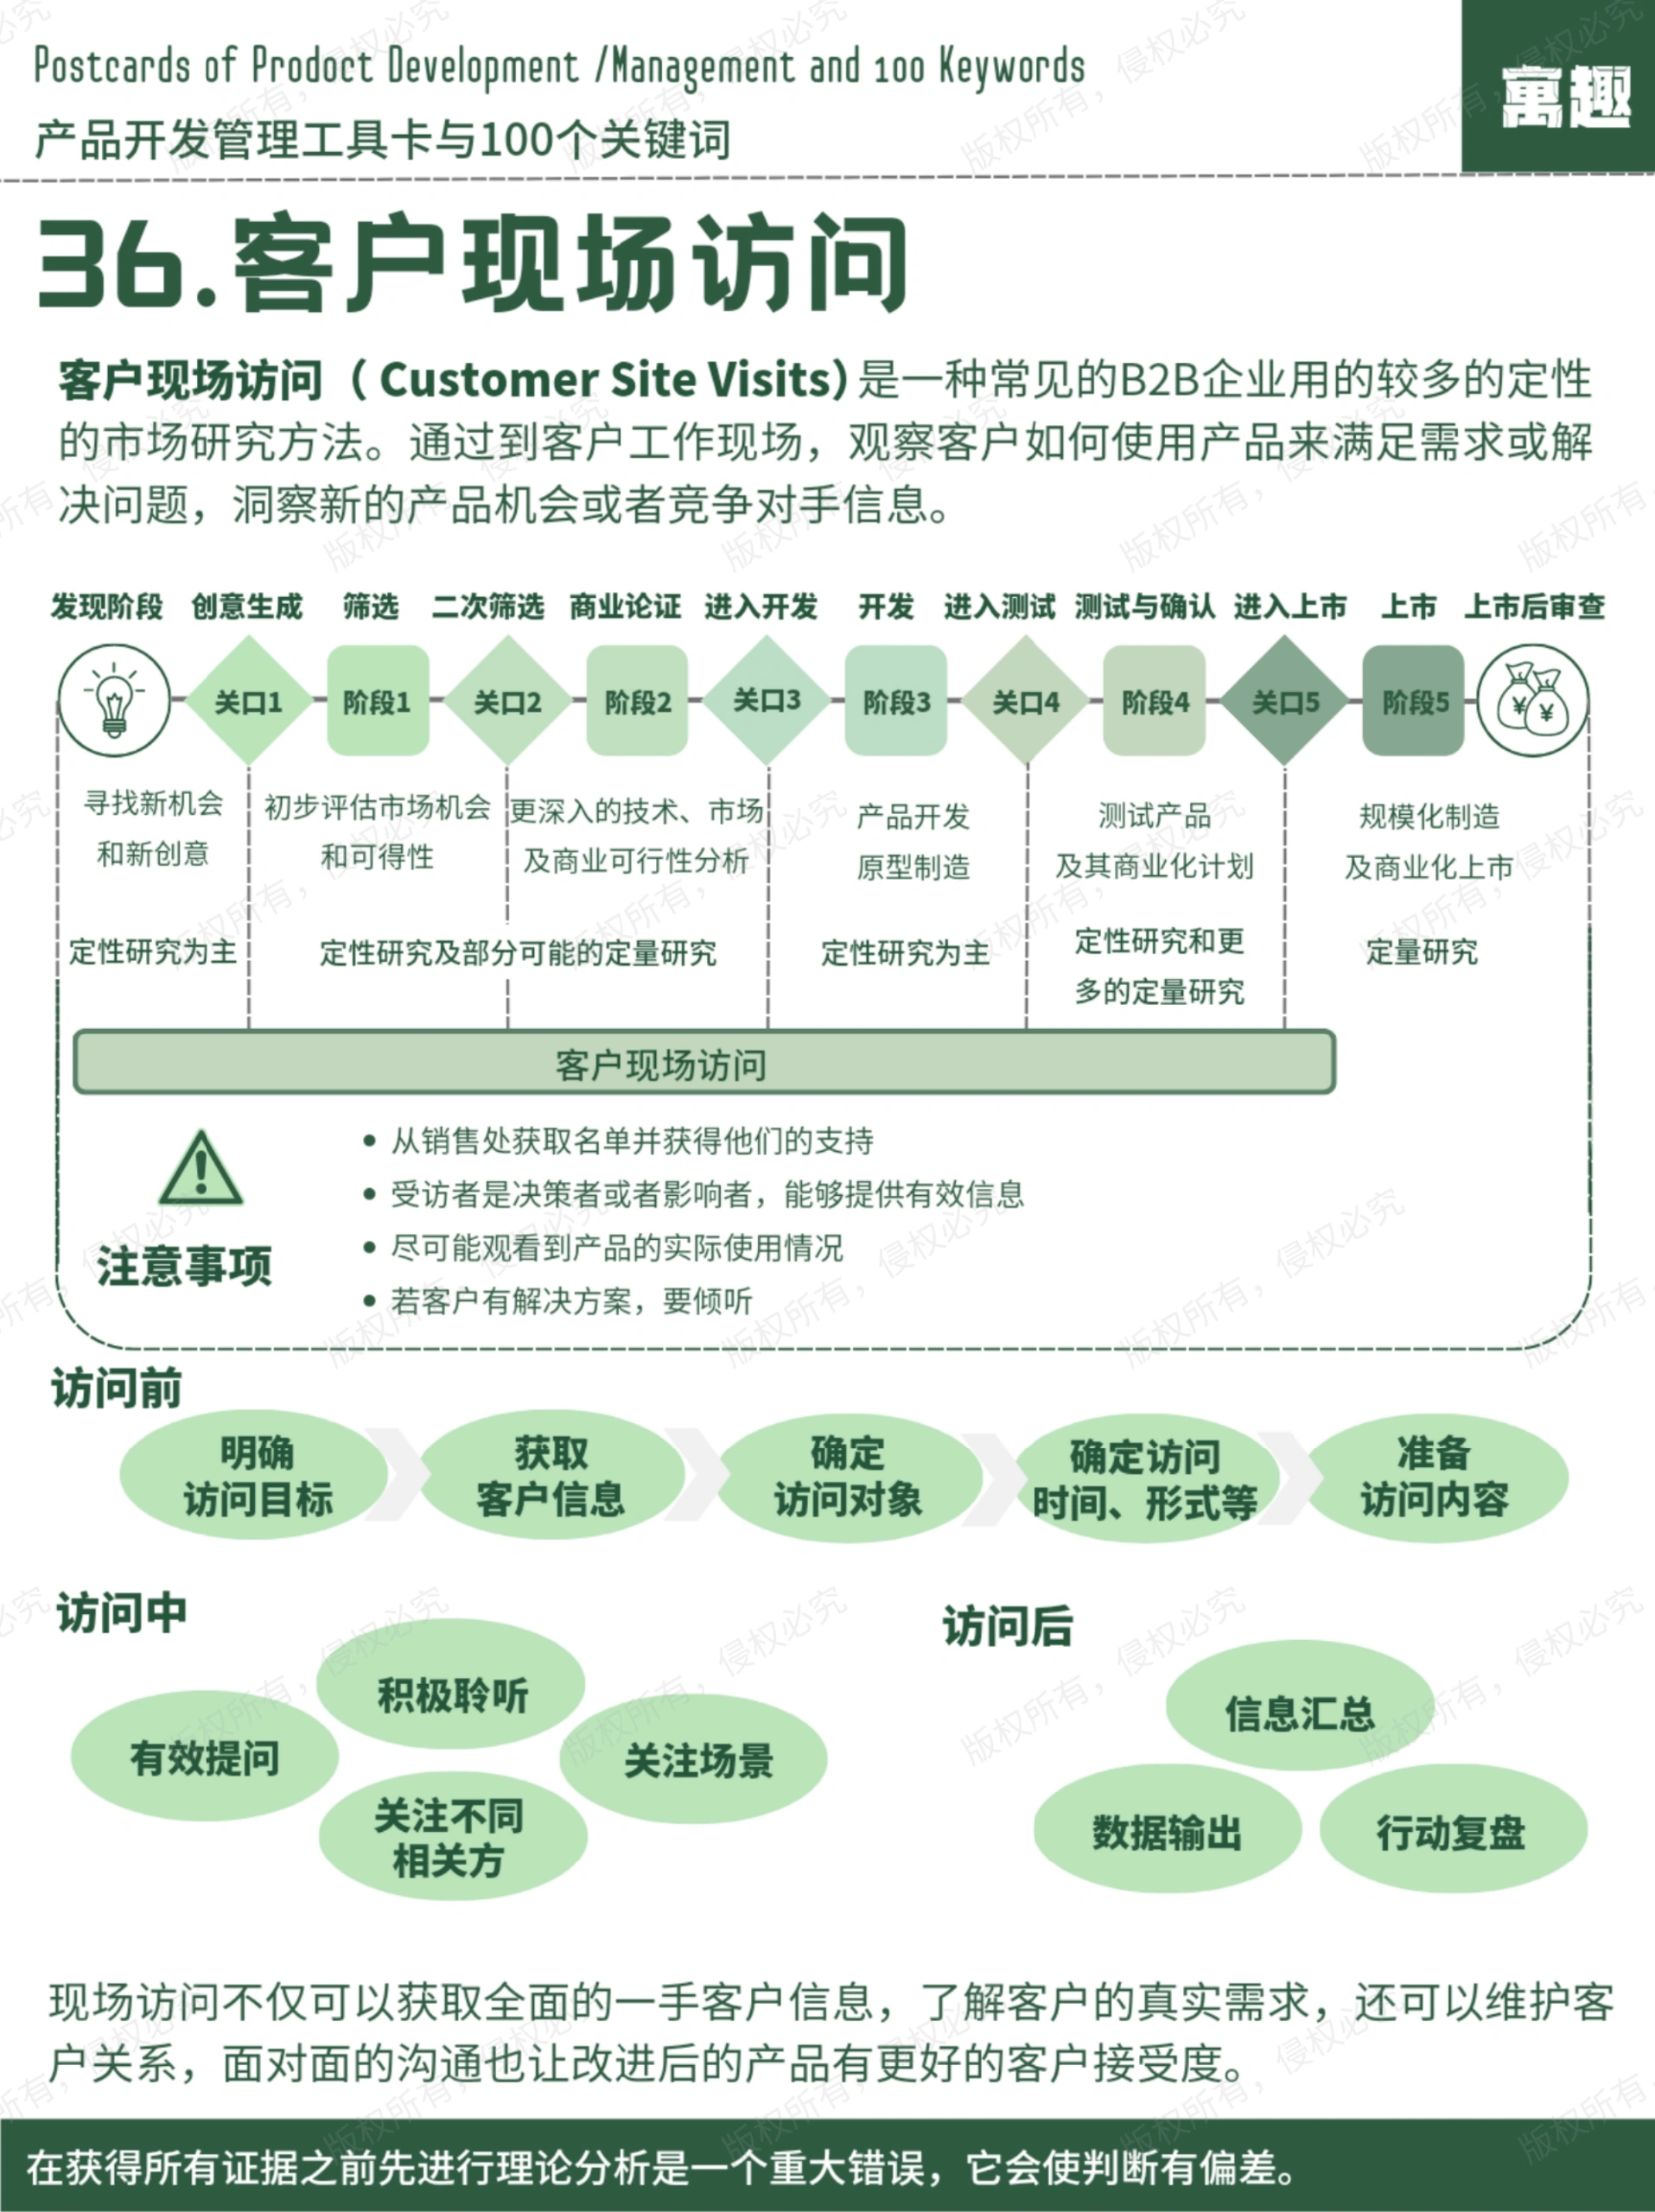 Postcards of Prodoct Development /Management and 100 Keywords
萬趣
产品开发管理工具卡与100个关键词
36.客户现场访问
客户现场访问（ Customer Site Visits）是一种常见的B2B企业用的较多的定性
的市场研究方法。通过到客户工作现场，观察客户如何使用产品来满足需求或解
决问题，洞察新的产品机会或者竞争对手信息。
发现阶段 创意生成 筛选 二次筛选 商业论证 进入开发 开发 进入测试 测试与确认 进入上市 上市 上市后审查
关口1 阶段1 关口2 阶段2 关口3 阶段3 关口4 阶段4 关口5 阶段5 ¥ ¥
寻找新机会 初步评估市场机会 更深入的技术、市场 产品开发 测试产品 规模化制造
和新创意 和可得性 及商业可行性分析 原型制造 及其商业化计划 及商业化上市
定性研究为主 定性研究及部分可能的定量研究 定性研究为主 定性研究和更 定量研究
多的定量研究
客户现场访问
注意事项
从销售处获取名单并获得他们的支持
受访者是决策者或者影响者，能够提供有效信息
尽可能观看到产品的实际使用情况
若客户有解决方案，要倾听
访问前
明确 获取 确定 确定访问 准备
访问目标 客户信息 访问对象 时间、形式等 访问内容
访问中
积极聆听
有效提问
关注场景
关注不同
相关方
访问后
信息汇总
数据输出 行动复盘
现场访问不仅可以获取全面的一手客户信息，了解客户的真实需求，还可以维护客
户关系，面对面的沟通也让改进后的产品有更好的客户接受度。
在获得所有证据之前先进行理论分析是一个重大错误，它会使判断有偏差。
版权所有，侵权必究